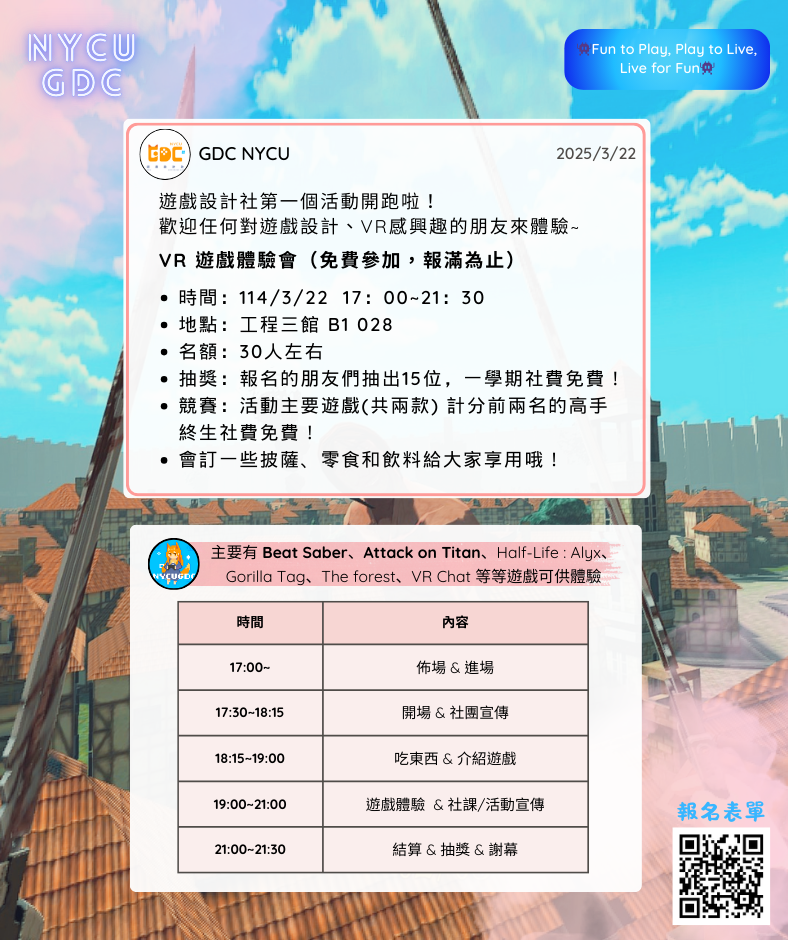 NYCU
GDC
Fun to Play, Play to Live,
Live for Fun
GDC
GDC NYCU
2025/3/22
遊戲設計社第一個活動開跑啦！
歡迎任何對遊戲設計、VR感興趣的朋友來體驗~
VR 遊戲體驗會（免費參加，報滿為止）
• 時間：114/3/22 17：00~21：30
• 地點：工程三館 B1 028
• 名額：30人左右
• 抽獎：報名的朋友們抽出15位，一學期社費免費！
• 競賽：活動主要遊戲(共兩款) 計分前兩名的高手
終生社費免費！
• 會訂一些披薩、零食和飲料給大家享用哦！
NYCUGDC
主要有 Beat Saber、Attack on Titan、Half-Life : Alyx、
Gorilla Tag、The forest、VR Chat 等等遊戲可供體驗
時間 內容
17:00~ 佈場 & 進場
17:30~18:15 開場 & 社團宣傳
18:15~19:00 吃東西 & 介紹遊戲
19:00~21:00 遊戲體驗 & 社課/活動宣傳
21:00~21:30 結算 & 抽獎 & 謝幕
報名表單